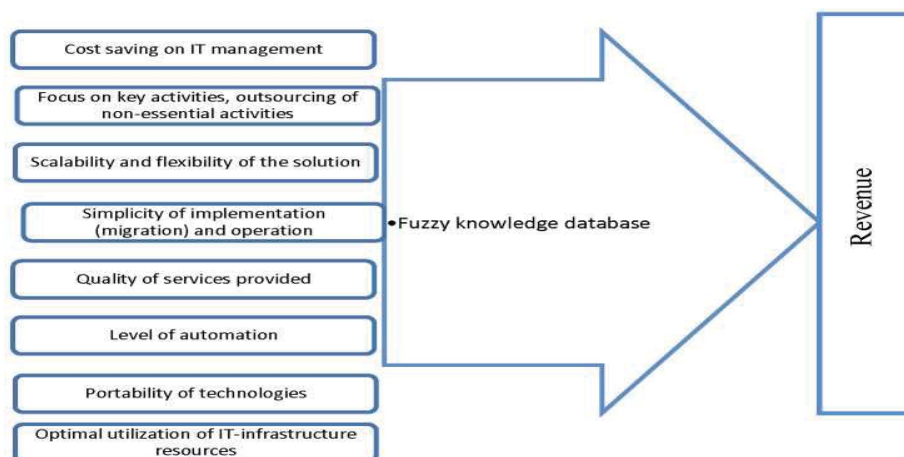 Cost saving on IT management
Focus on key activities, outsourcing of
non-essential activities
Scalability and flexibility of the solution
Simplicity of implementation
(migration) and operation
•Fuzzy knowledge database
Quality of services provided
Level of automation
Portability of technologies
Optimal utilization of IT-infrastructure
resources
Revenue